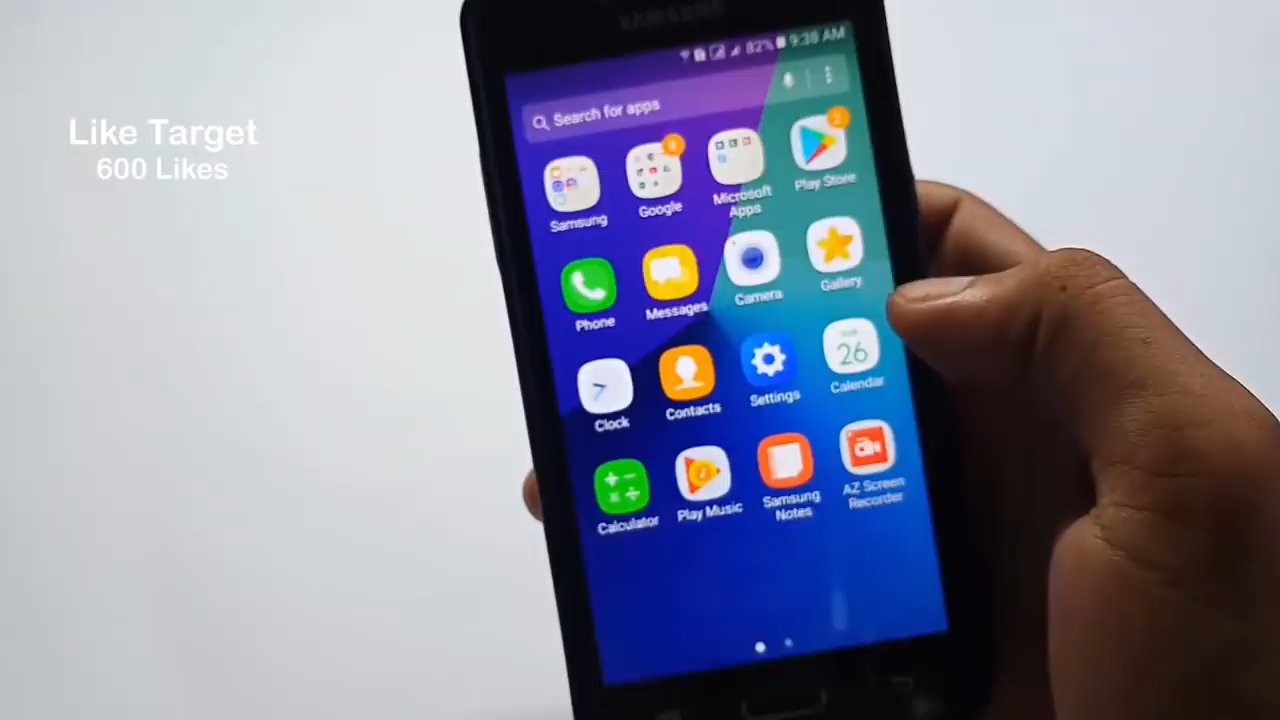 Like Target
600 Likes
SAMSUNG
82% 9:38 AM
Search for apps
Samsung
Google
Microsoft
Apps
2
Play Store
Phone
Messages
Camera
Gallery
Clock
Contacts
Settings
26
Calendar
Calculator
Play Music
Samsung
Notes
AZ Screen
Recorder